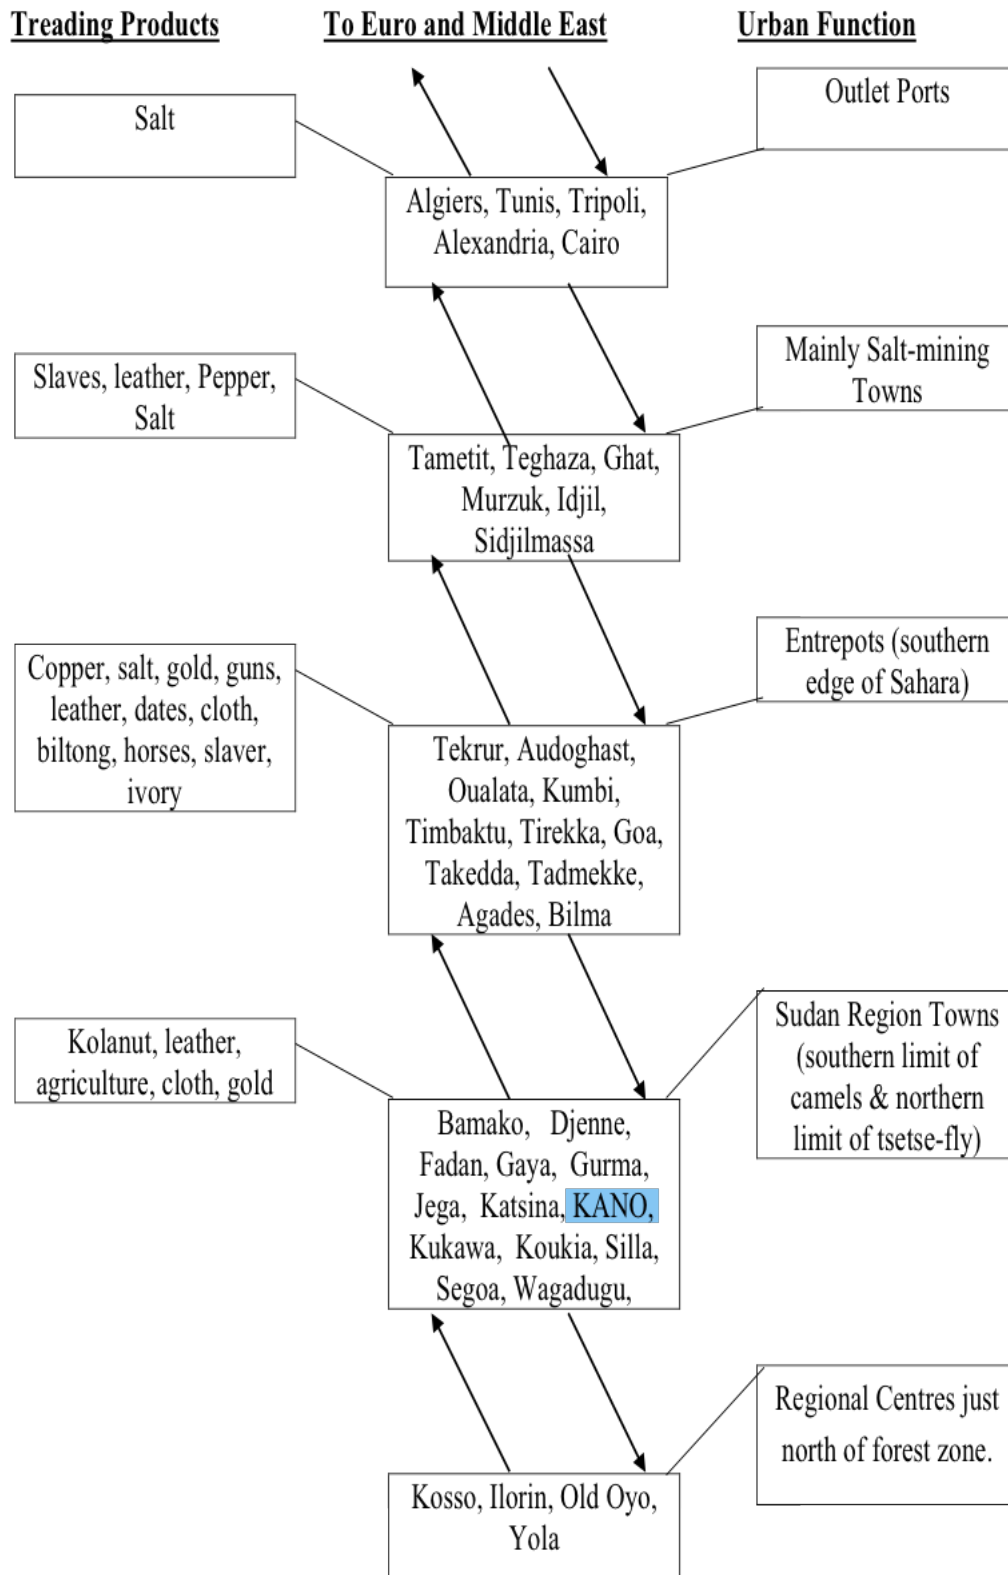 Treading Products
To Euro and Middle East
Urban Function
Salt
Outlet Ports
Algiers, Tunis, Tripoli,
Alexandria, Cairo
Slaves, leather, Pepper,
Salt
Mainly Salt-mining
Towns
Tametit, Teghaza, Ghat,
Murzuk, Idjil,
Sidjilmassa
Copper, salt, gold, guns,
leather, dates, cloth,
biltong, horses, slaver,
ivory
Entrepots (southern
edge of Sahara)
Tekrur, Audoghast,
Oualata, Kumbi,
Timbaktu, Tirekka, Goa,
Takedda, Tadmekke,
Agades, Bilma
Kolanut, leather,
agriculture, cloth, gold
Sudan Region Towns
(southern limit of
camels & northern
limit of tsetse-fly)
Bamako, Djenne,
Fadan, Gaya, Gurma,
Jega, Katsina, KANO,
Kukawa, Koukia, Silla,
Segoa, Wagadugu,
Regional Centres just
north of forest zone.
Kosso, Ilorin, Old Oyo,
Yola